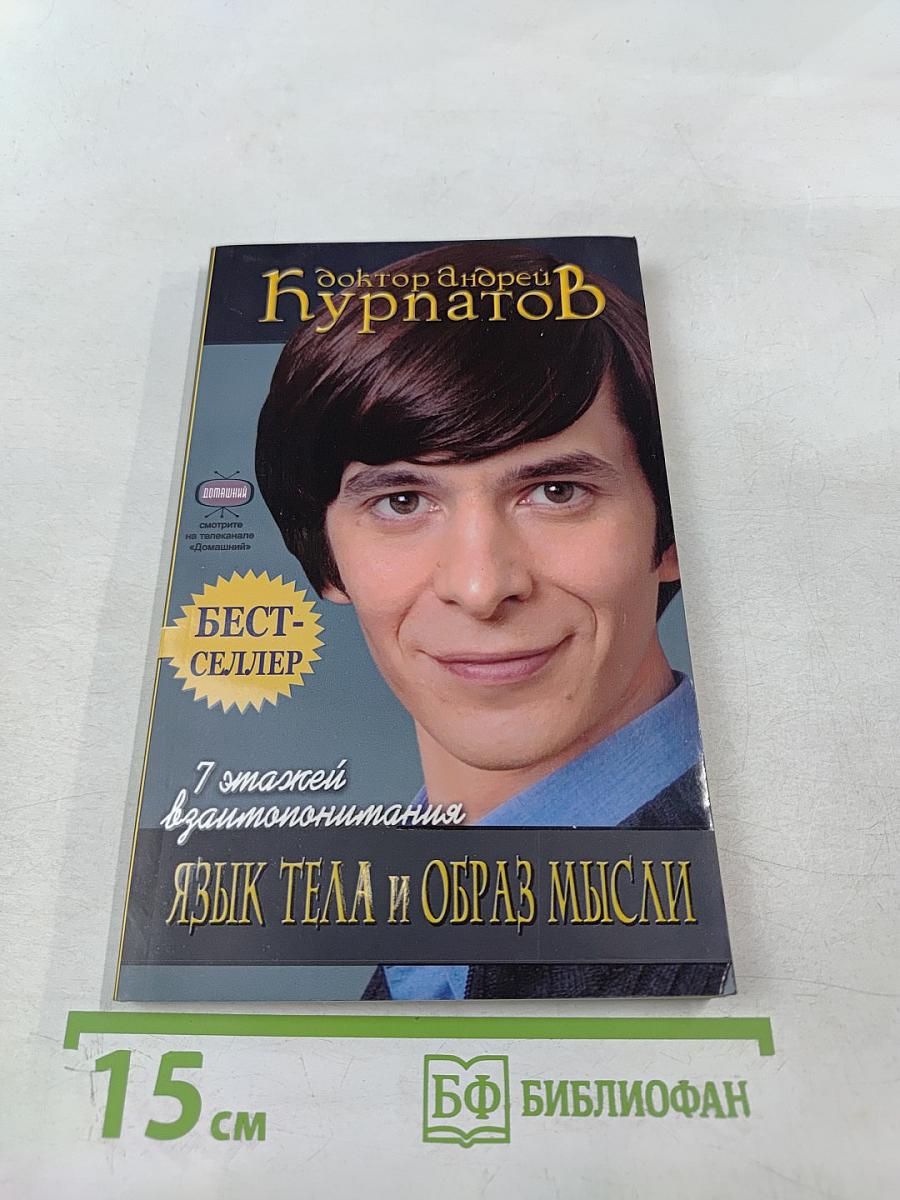 доктор андрей
Курпатов
ДОМАШНИЙ
смотрите
на телеканале
«Домашний»
БЕСТ-
СЕЛЛЕР
7 этажей
взаимопонимания
ЯЗЫК ТЕЛА и ОБРАЗ МЫСЛИ
15 см
БФ БИБЛИОФАН